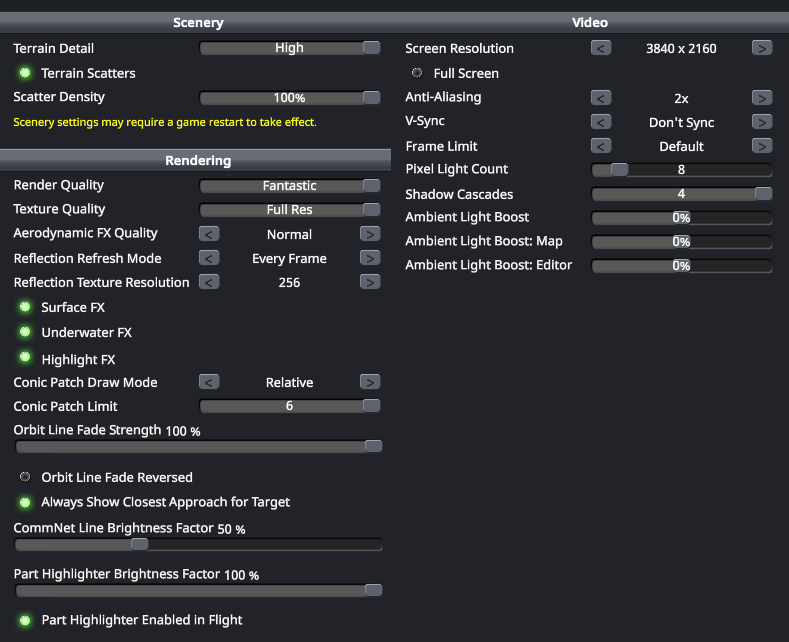 Scenery
Terrain Detail High
Terrain Scatters
Scatter Density 100%
Scenery settings may require a game restart to take effect.
Rendering
Render Quality Fantastic
Texture Quality Full Res
Aerodynamic FX Quality < Normal >
Reflection Refresh Mode < Every Frame >
Reflection Texture Resolution < 256 >
Surface FX
Underwater FX
Highlight FX
Conic Patch Draw Mode < Relative >
Conic Patch Limit 6
Orbit Line Fade Strength 100 %
Orbit Line Fade Reversed
Always Show Closest Approach for Target
CommNet Line Brightness Factor 50 %
Part Highlighter Brightness Factor 100 %
Part Highlighter Enabled in Flight
Video
Screen Resolution < 3840 x 2160 >
Full Screen
Anti-Aliasing < 2x >
V-Sync < Don't Sync >
Frame Limit < Default >
Pixel Light Count 8
Shadow Cascades 4
Ambient Light Boost 0%
Ambient Light Boost: Map 0%
Ambient Light Boost: Editor 0%